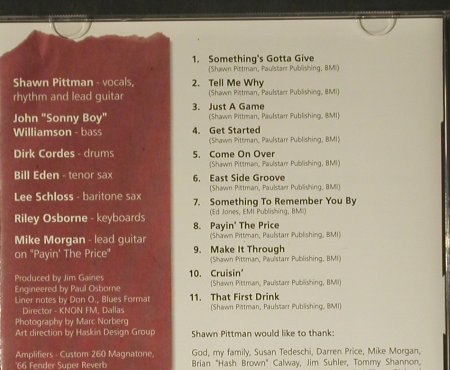 Shawn Pittman - vocals,
rhythm and lead guitar
John "Sonny Boy"
Williamson - bass
Dirk Cordes - drums
Bill Eden - tenor sax
Lee Schloss - baritone sax
Riley Osborne - keyboards
Mike Morgan - lead guitar
on "Payin' The Price"
Produced by Jim Gaines
Engineered by Paul Osborne
Liner notes by Don O., Blues Format
Director - KNON FM, Dallas
Photography by Marc Norberg
Art direction by Haskin Design Group
Amplifiers - Custom 260 Magnatone,
'66 Fender Super Reverb
1. Something's Gotta Give
(Shawn Pittman, Paulstarr Publishing, BMI)
2. Tell Me Why
(Shawn Pittman, Paulstarr Publishing, BMI)
3. Just A Game
(Shawn Pittman, Paulstarr Publishing, BMI)
4. Get Started
(Shawn Pittman, Paulstarr Publishing, BMI)
5. Come On Over
(Shawn Pittman, Paulstarr Publishing, BMI)
6. East Side Groove
(Shawn Pittman, Paulstarr Publishing, BMI)
7. Something To Remember You By
(Ed Jones, EMI Publishing, BMI)
8. Payin' The Price
(Shawn Pittman, Paulstarr Publishing, BMI)
9. Make It Through
(Shawn Pittman, Paulstarr Publishing, BMI)
10. Cruisin'
(Shawn Pittman, Paulstarr Publishing, BMI)
11. That First Drink
(Shawn Pittman, Paulstarr Publishing, BMI)
Shawn Pittman would like to thank:
God, my family, Susan Tedeschi, Darren Price, Mike Morgan,
Brian "Hash Brown" Calway, Jim Suhler, Tommy Shannon,